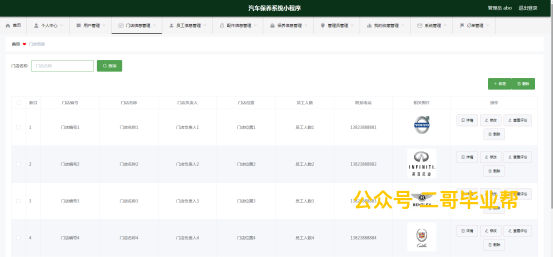 汽车保养系统小程序
管理员 abo 退出登录
首页 个人中心 用户管理 门店信息管理 员工信息管理 配件信息管理 保养信息管理 管理员管理 我的收藏管理 系统管理 订单管理
首页 门店信息
门店名称 门店名称 查询
新增 删除
索引 门店编号 门店名称 门店负责人 门店位置 员工人数 联系电话 相关图片 操作
1 门店编号1 门店名称1 门店负责人1 门店位置1 员工人数1 13823888881 详情 修改 查看评论
删除
2 门店编号2 门店名称2 门店负责人2 门店位置2 员工人数2 13823888882 INFINITI 详情 修改 查看评论
删除
3 门店编号3 门店名称3 门店负责人3 门店位置3 员工人数3 13823888883 详情 修改 查看评论
删除
公众号·二哥毕业帮
4 门店编号4 门店名称4 门店负责人4 门店位置4 员工人数4 13823888884 详情 修改 查看评论
删除